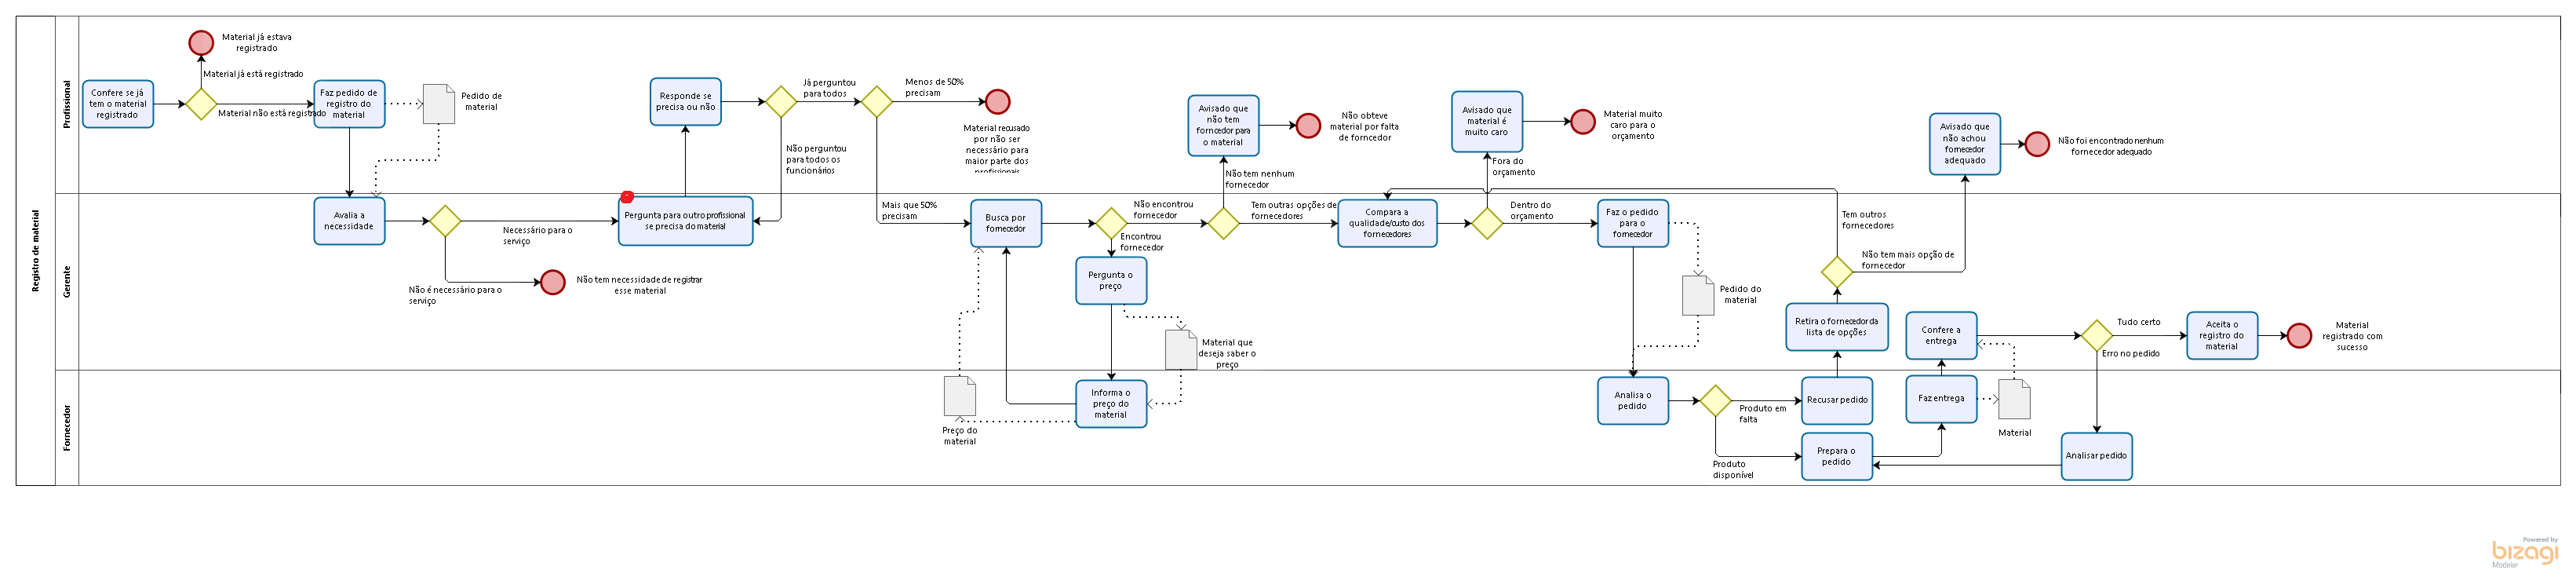 Registro de material
Profissional
Gerente
Fornecedor
Confere se já
tem o material
registrado
Material já estava
registrado
Material já está registrado
Material não está registrado
Faz pedido de
registro do
material
Pedido de
material
Avalia a
necessidade
Necessário para o
serviço
Não é necessário para o
serviço
Não tem necessidade de registrar
esse material
Pergunta para outro profissional
se precisa do material
Responde se
precisa ou não
Já perguntou
para todos
Não perguntou
para todos os
funcionários
Menos de 50%
precisam
Material recusado
por não ser
necessário para
maior parte dos
profissionais
Mais que 50%
precisam
Busca por
fornecedor
Não encontrou
fornecedor
Encontrou
fornecedor
Pergunta o
preço
Material que
deseja saber o
preço
Informa o
preço do
material
Preço do
material
Avisado que
não tem
forncedor para
o material
Não obteve
material por falta
de forncedor
Não tem nenhum
fornecedor
Tem outras opções de
fornecedores
Compara a
qualidade/custo dos
fornecedores
Avisado que
material é
muito caro
Material muito
caro para o
orçamento
Fora do
orçamento
Dentro do
orçamento
Faz o pedido
para o
fornecedor
Pedido do
material
Analisa o
pedido
Produto em
falta
Produto
disponível
Recusar pedido
Prepara o
pedido
Retira o fornecedor da
lista de opções
Tem outros
fornecedores
Não tem mais opção de
fornecedor
Avisado que
não achou
fornecedor
adequado
Não foi encontrado nenhum
fornecedor adequado
Confere a
entrega
Faz entrega
Material
Tudo certo
Erro no pedido
Analisar pedido
Aceita o
registro do
material
Material
registrado com
sucesso
Powered by
bizagi
Modeler